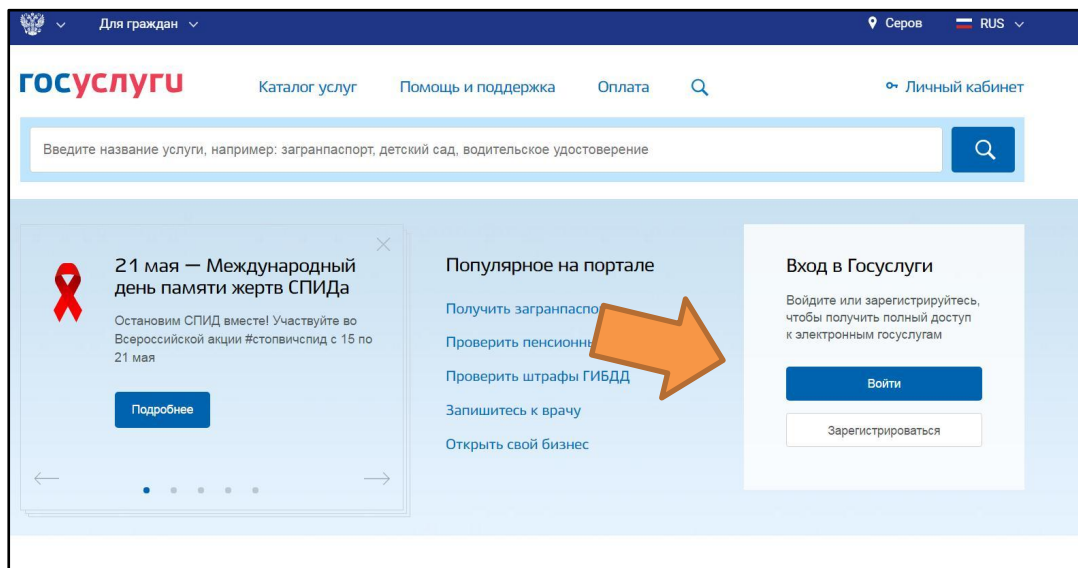 Для граждан
Серов
RUS
госуслуги
Каталог услуг
Помощь и поддержка
Оплата
Личный кабинет
Введите название услуги, например: загранпаспорт, детский сад, водительское удостоверение
21 мая — Международный
день памяти жертв СПИДа
Остановим СПИД вместе! Участвуйте во
Всероссийской акции #стопвичспид с 15 по
21 мая
Подробнее
Популярное на портале
Получить
Проверить
Проверить штрафы ГИБДД
Запишитесь к врачу
Открыть свой бизнес
Вход в Госуслуги
Войдите или зарегистрируйтесь,
чтобы получить полный доступ
к электронным госуслугам
Войти
Зарегистрироваться